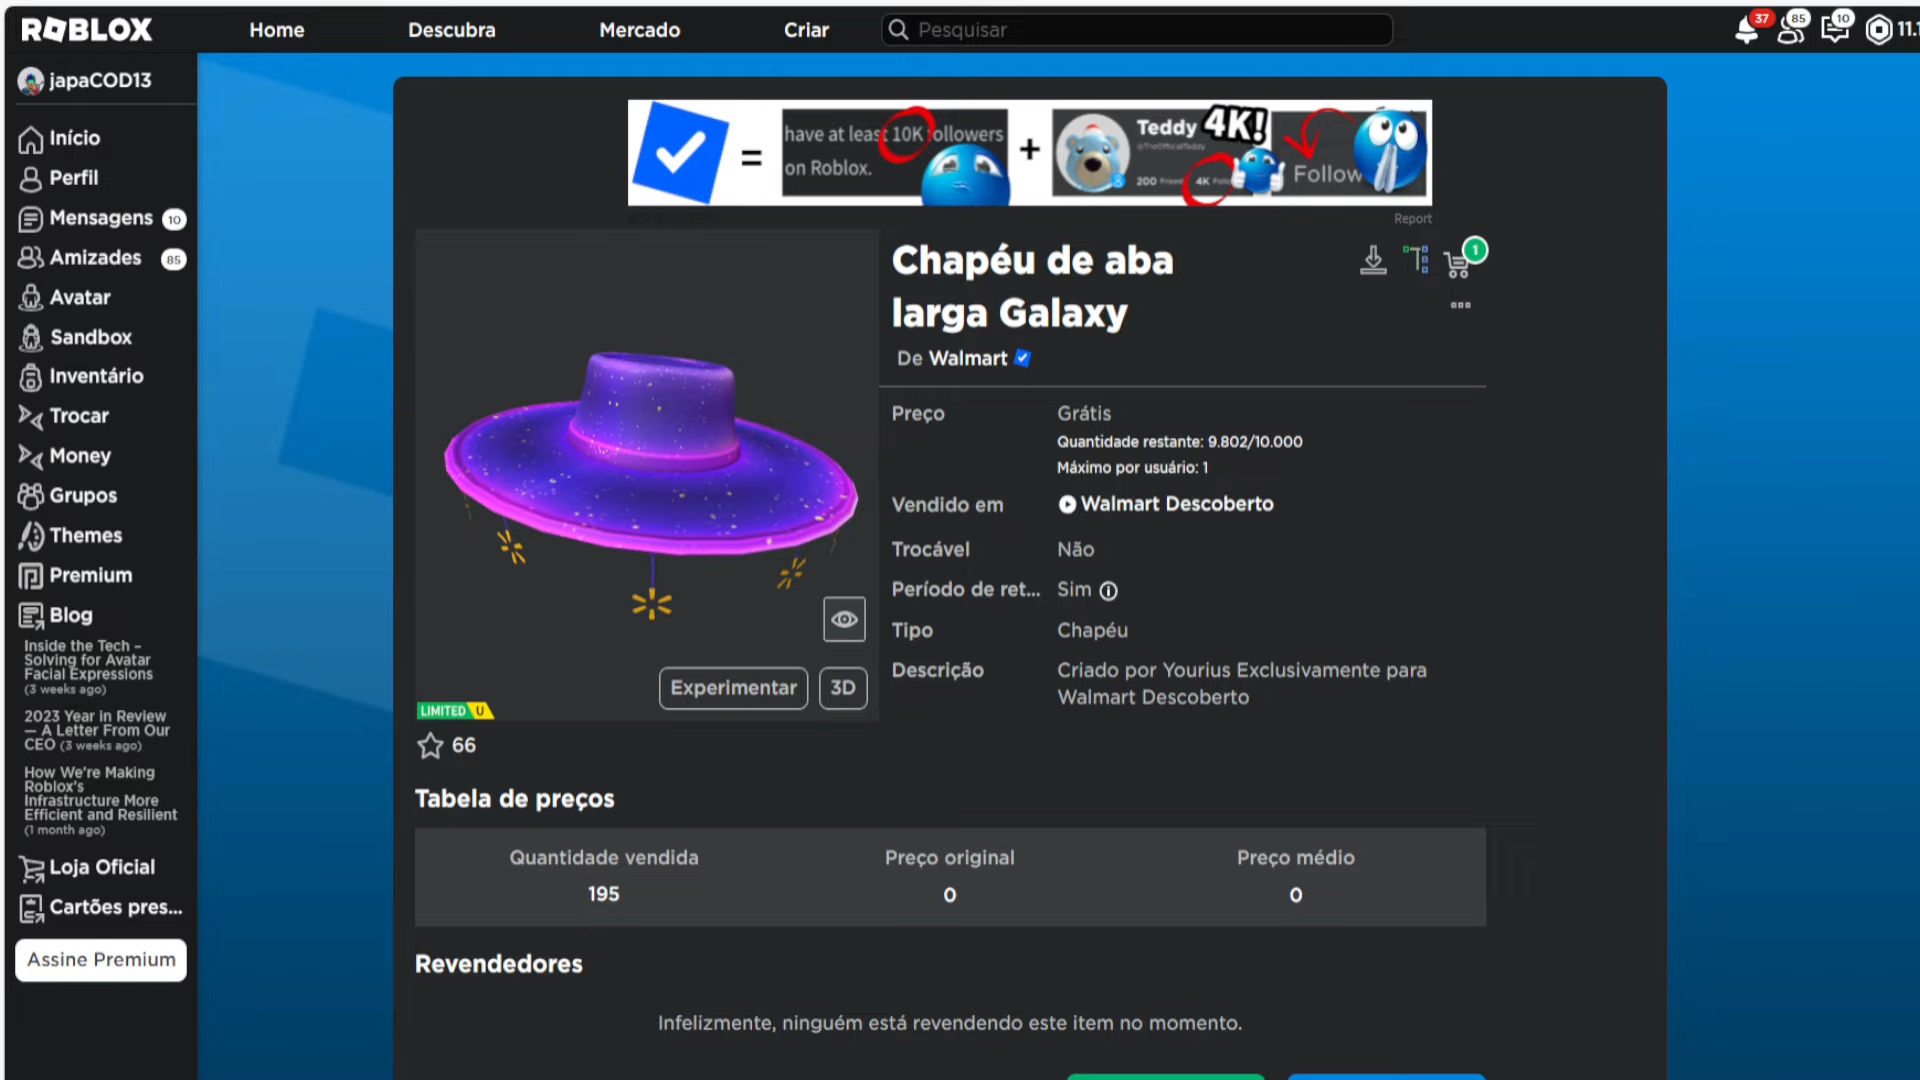 ROBLOX
Home
Descubra
Mercado
Criar
Pesquisar
37
85
10
11.1
japaCOD13
Início
Perfil
Mensagens 10
Amizades 85
Avatar
Sandbox
Inventário
Trocar
Money
Grupos
Themes
Premium
Blog
Inside the Tech –
Solving for Avatar
Facial Expressions
(3 weeks ago)
2023 Year in Review
— A Letter From Our
CEO (3 weeks ago)
How We're Making
Roblox's
Infrastructure More
Efficient and Resilient
(1 month ago)
Loja Oficial
Cartões pres...
Assine Premium
=
have at least 10K followers
on Roblox.
+
Teddy 4K!
@TheOfficialTeddy
200
4K
Follow
Report
Chapéu de aba
larga Galaxy
De Walmart
1
Preço Grátis
Quantidade restante: 9.802/10.000
Máximo por usuário: 1
Vendido em Walmart Descoberto
Trocável Não
Período de ret... Sim
Tipo Chapéu
Descrição Criado por Yourius Exclusivamente para
Walmart Descoberto
Experimentar
3D
LIMITED U
66
Tabela de preços
Quantidade vendida Preço original Preço médio
195 0 0
Revendedores
Infelizmente, ninguém está revendendo este item no momento.